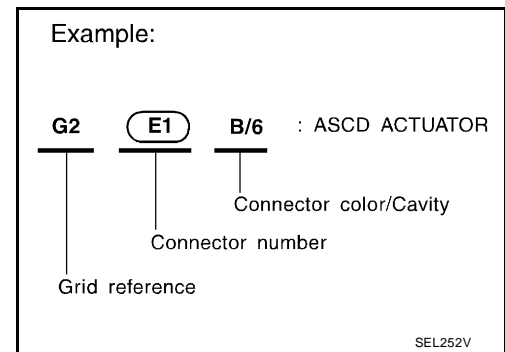 Example:
G2 E1 B/6 : ASCD ACTUATOR
Connector color/Cavity
Connector number
Grid reference
SEL252V